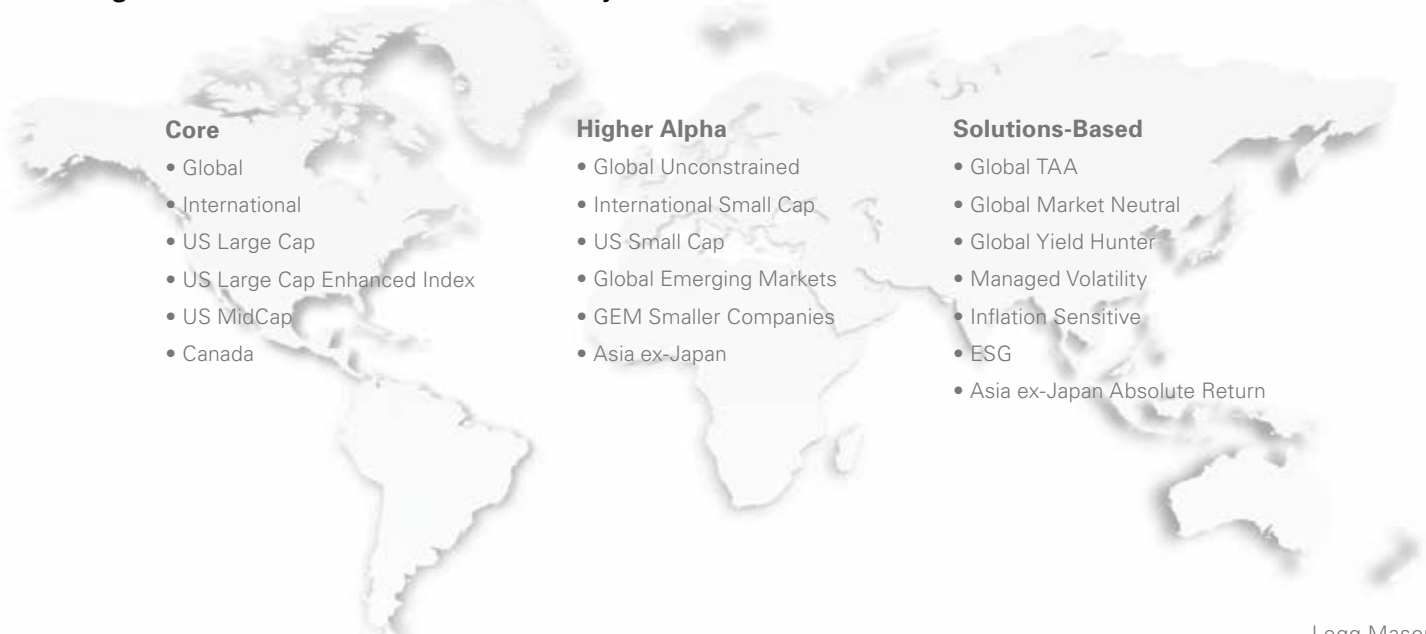 Core
• Global
• International
• US Large Cap
• US Large Cap Enhanced Index
• US MidCap
• Canada
Higher Alpha
• Global Unconstrained
• International Small Cap
• US Small Cap
• Global Emerging Markets
• GEM Smaller Companies
• Asia ex-Japan
Solutions-Based
• Global TAA
• Global Market Neutral
• Global Yield Hunter
• Managed Volatility
• Inflation Sensitive
• ESG
• Asia ex-Japan Absolute Return